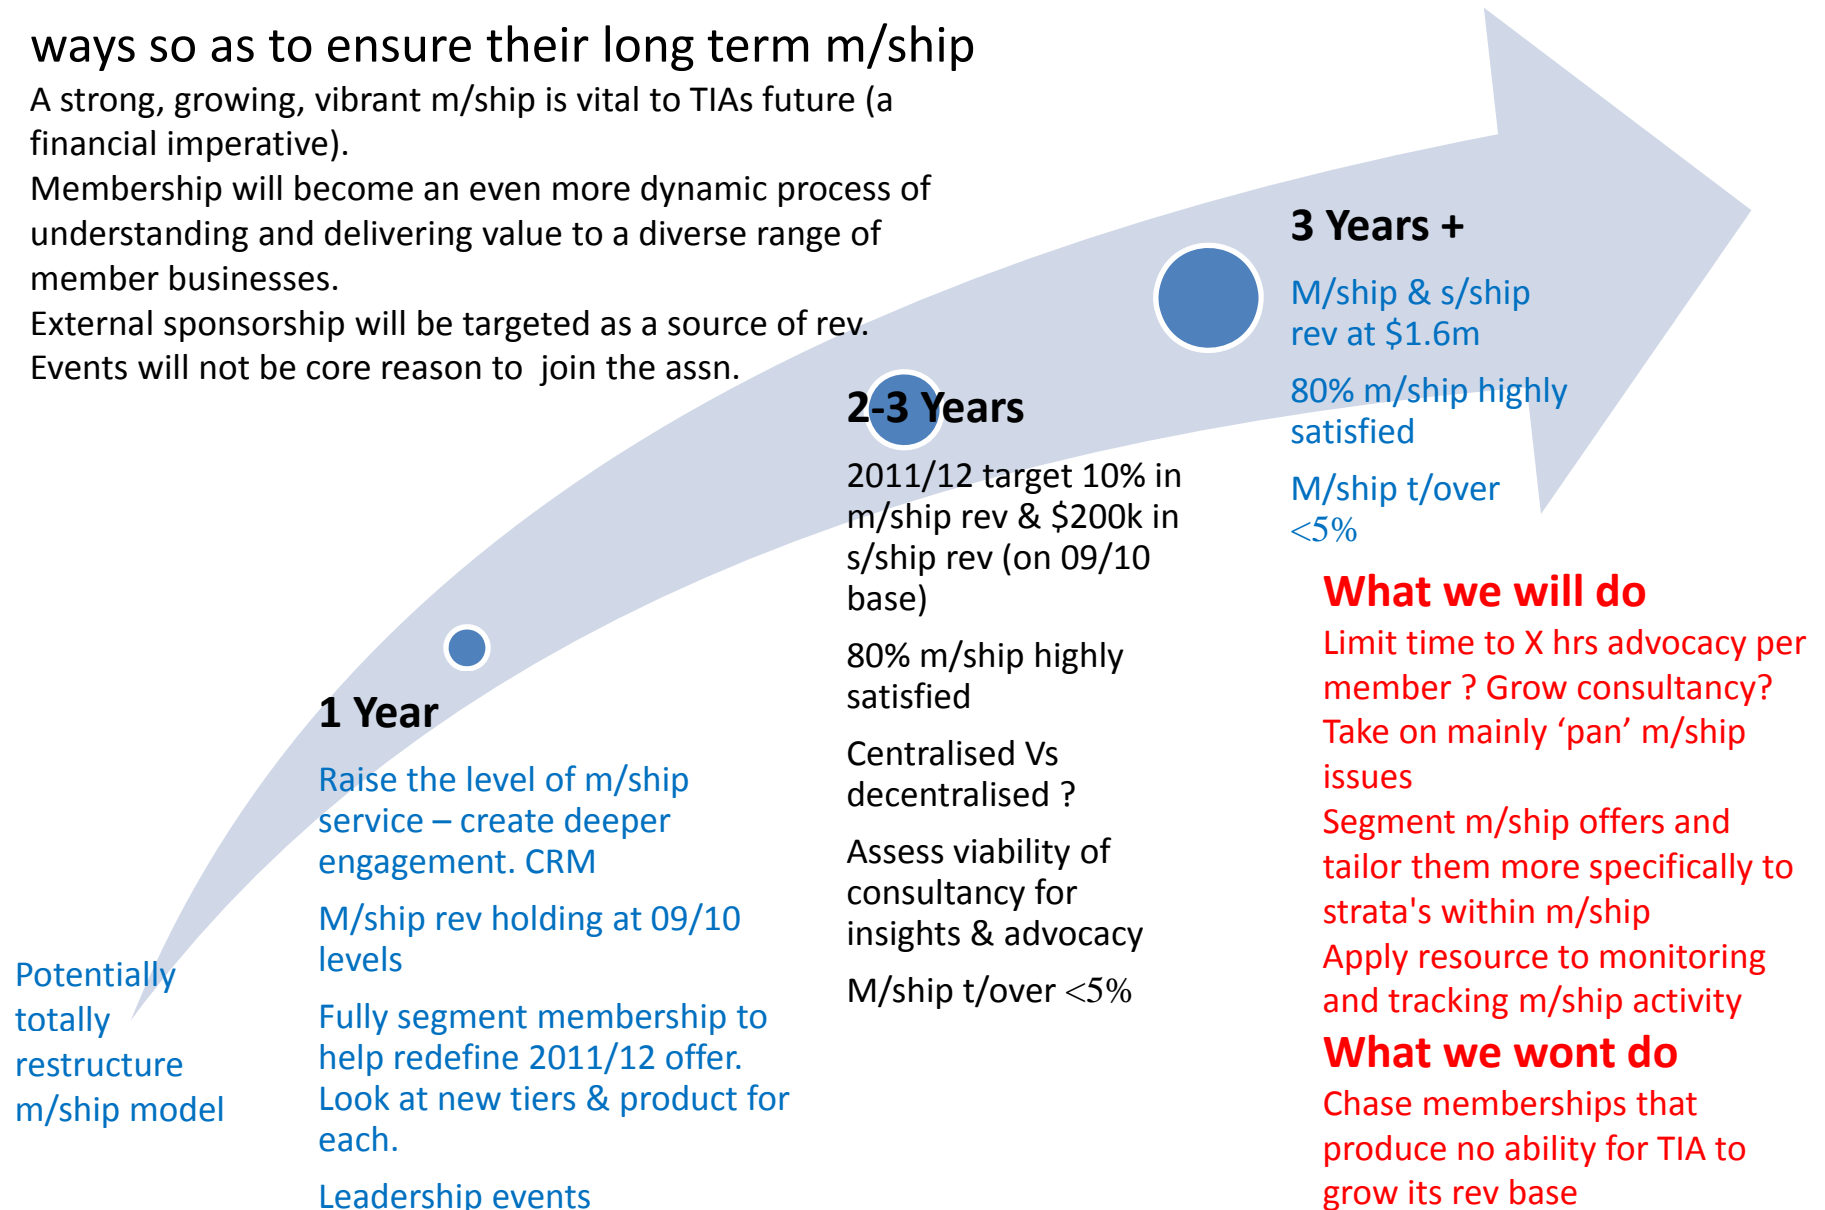 ways so as to ensure their long term m/ship
A strong, growing, vibrant m/ship is vital to TIAs future (a
financial imperative).
Membership will become an even more dynamic process of
understanding and delivering value to a diverse range of
member businesses.
External sponsorship will be targeted as a source of rev.
Events will not be core reason to join the assn.
Potentially
totally
restructure
m/ship model
1 Year
Raise the level of m/ship
service – create deeper
engagement. CRM
M/ship rev holding at 09/10
levels
Fully segment membership to
help redefine 2011/12 offer.
Look at new tiers & product for
each.
Leadership events
2-3 Years
2011/12 target 10% in
m/ship rev & $200k in
s/ship rev (on 09/10
base)
80% m/ship highly
satisfied
Centralised Vs
decentralised ?
Assess viability of
consultancy for
insights & advocacy
M/ship t/over <5%
3 Years +
M/ship & s/ship
rev at $1.6m
80% m/ship highly
satisfied
M/ship t/over
<5%
What we will do
Limit time to X hrs advocacy per
member ? Grow consultancy?
Take on mainly ‘pan’ m/ship
issues
Segment m/ship offers and
tailor them more specifically to
strata's within m/ship
Apply resource to monitoring
and tracking m/ship activity
What we wont do
Chase memberships that
produce no ability for TIA to
grow its rev base